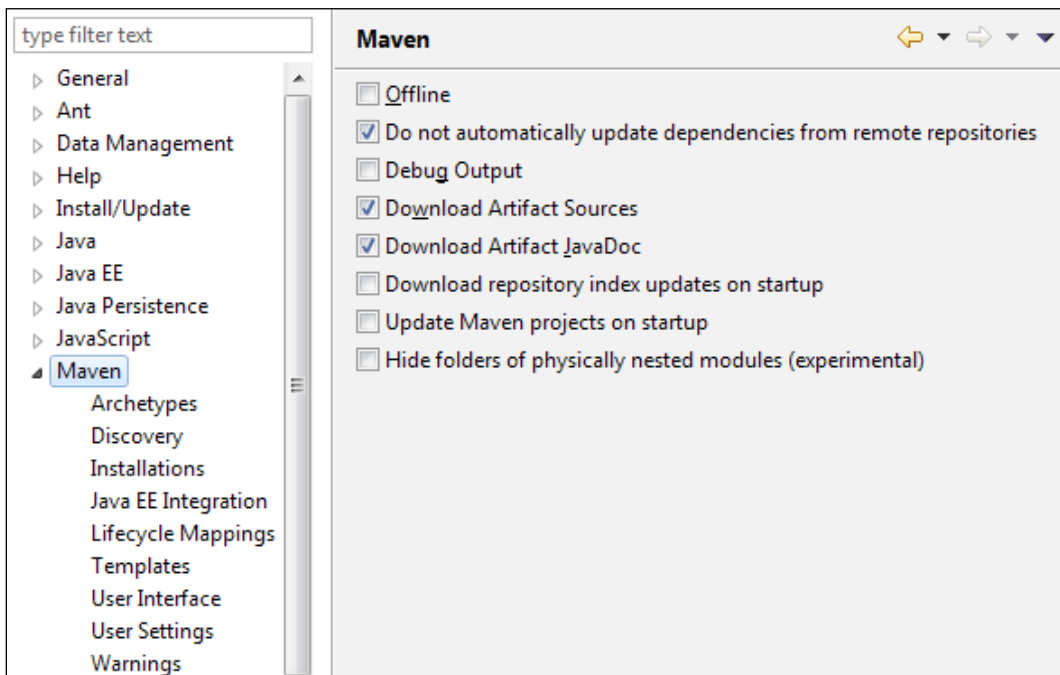 type filter text
General
Ant
Data Management
Help
Install/Update
Java
Java EE
Java Persistence
JavaScript
Maven
Archetypes
Discovery
Installations
Java EE Integration
Lifecycle Mappings
Templates
User Interface
User Settings
Warnings
Maven
Offline
Do not automatically update dependencies from remote repositories
Debug Output
Download Artifact Sources
Download Artifact JavaDoc
Download repository index updates on startup
Update Maven projects on startup
Hide folders of physically nested modules (experimental)